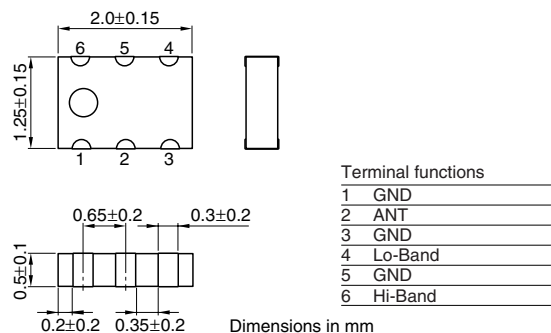 2.0±0.15
6 5 4
1.25±0.15
1 2 3
0.65±0.2
0.3±0.2
0.5±0.1
0.2±0.2
0.35±0.2
Dimensions in mm
Terminal functions
1 GND
2 ANT
3 GND
4 Lo-Band
5 GND
6 Hi-Band